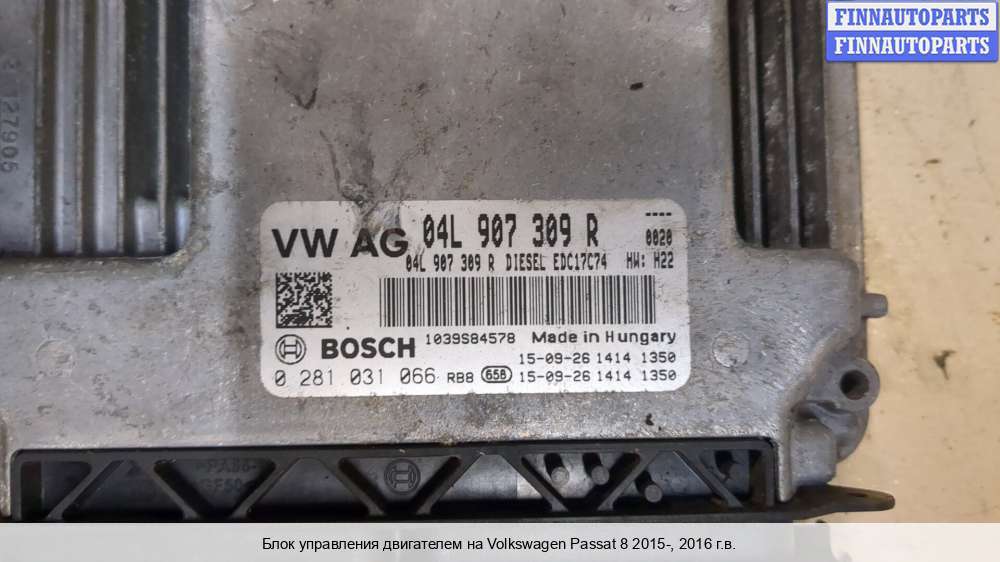 FINNAUTOPARTS
FINNAUTOPARTS
27905
VW AG 04L 907 309 R
----
0020
04L 907 309 R DIESEL EDC17C74 HW: H22
1039S84578 Made in Hungary
BOSCH
15-09-26 1414 1350
0 281 031 066 RB8 65B 15-09-26 1414 1350
Блок управления двигателем на Volkswagen Passat 8 2015-, 2016 г.в.